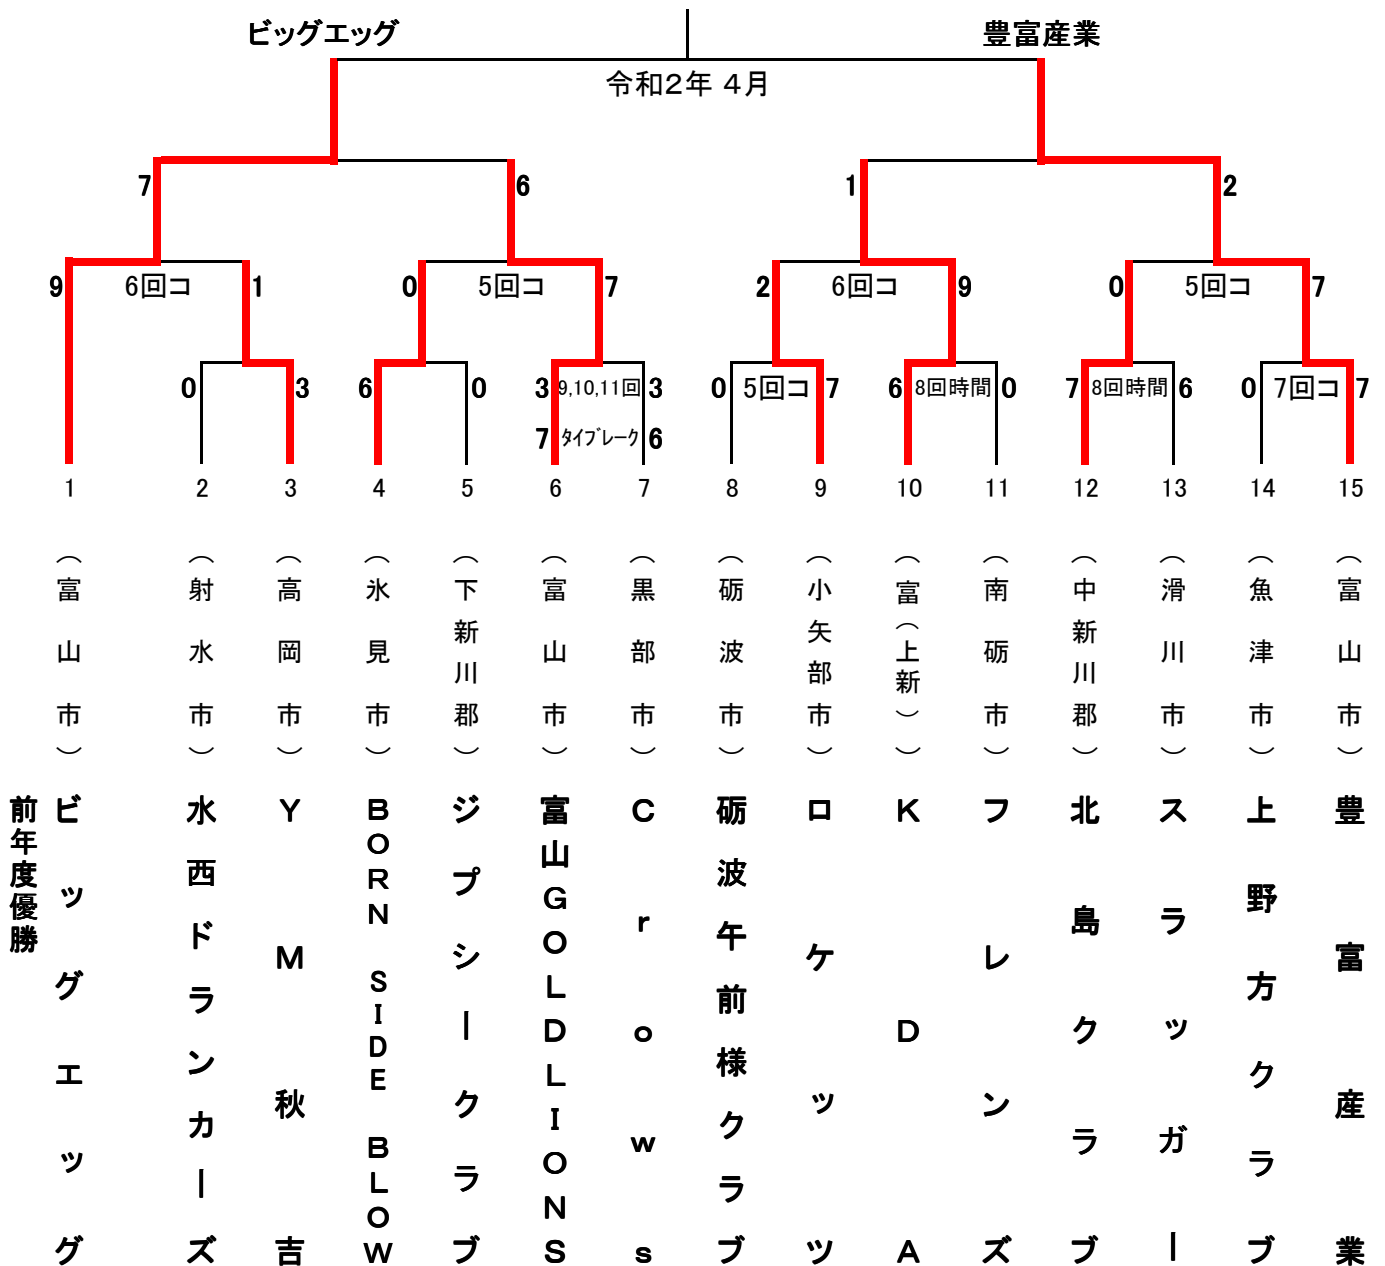 ビッグエッグ 豊富産業
令和2年 4月
7 6 1 2
9 6回コ 1 0 5回コ 7 2 6回コ 9 0 5回コ 7
0 3 6 0 3 9,10,11回 3 0 5回コ 7 6 8回時間 0 7 8回時間 6 0 7回コ 7
7 ﾀｲﾌﾞﾚｰｸ 6
1 2 3 4 5 6 7 8 9 10 11 12 13 14 15
（富山市）
（射水市）
（高岡市）
（氷見市）
（下新川郡）
（富山市）
（黒部市）
（砺波市）
（小矢部市）
（富（上新））
（南砺市）
（中新川郡）
（滑川市）
（魚津市）
（富山市）
前年度優勝
ビッグエッグ
水西ドランカーズ
YM秋吉
BORN SIDE BLOW
ジプシークラブ
富山GOLDLIONS
Crows
砺波午前様クラブ
ロケッツ
KDA
フレンズ
北島クラブ
スラッガー
上野方クラブ
豊富産業